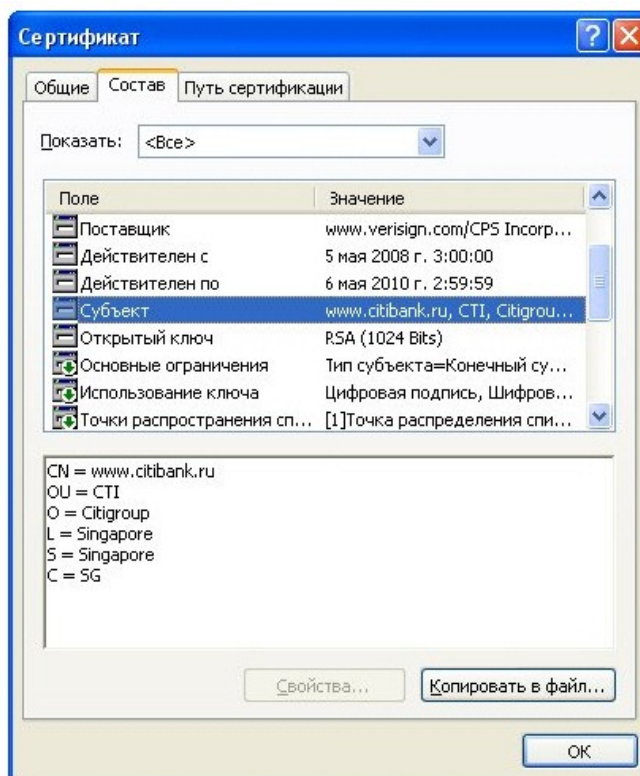 Сертификат
Общие Состав Путь сертификации
Показать: <Все>
Поле Значение
Поставщик www.verisign.com/CPS Incorp...
Действителен с 5 мая 2008 г. 3:00:00
Действителен по 6 мая 2010 г. 2:59:59
Субъект www.citibank.ru, CTI, Citigrou...
Открытый ключ RSA (1024 Bits)
Основные ограничения Тип субъекта=Конечный су...
Использование ключа Цифровая подпись, Шифров...
Точки распространения сп... [1]Точка распределения спи...
CN = www.citibank.ru
OU = CTI
O = Citigroup
L = Singapore
S = Singapore
C = SG
Свойства... Копировать в файл...
ОК